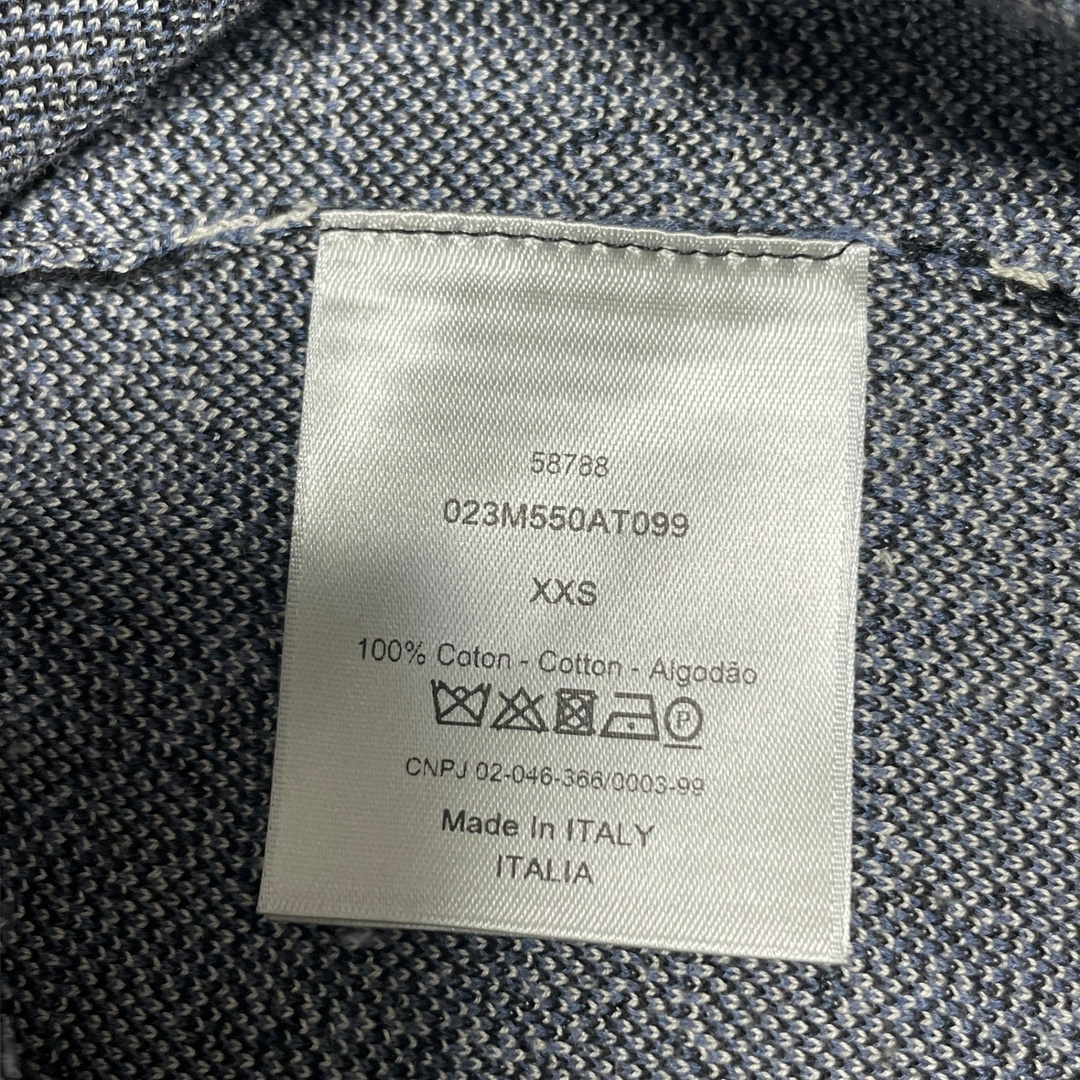 58788
023M550AT099
XXS
100% Coton - Cotton - Algodão
P
CNPJ 02-046-366/0003-99
Made In ITALY
ITALIA